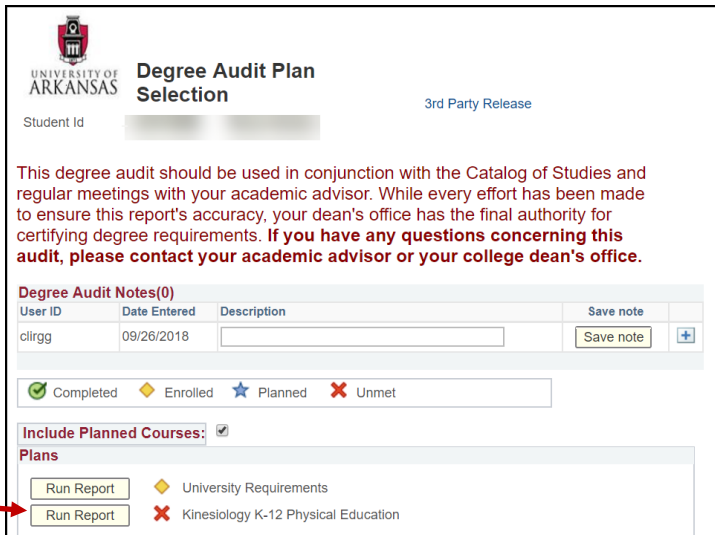 UNIVERSITY OF
ARKANSAS
Degree Audit Plan
Selection
3rd Party Release
Student Id
This degree audit should be used in conjunction with the Catalog of Studies and
regular meetings with your academic advisor. While every effort has been made
to ensure this report's accuracy, your dean's office has the final authority for
certifying degree requirements. If you have any questions concerning this
audit, please contact your academic advisor or your college dean's office.
Degree Audit Notes(0)
User ID Date Entered Description Save note
clirgg 09/26/2018 Save note +
Completed Enrolled Planned Unmet
Include Planned Courses:
Plans
Run Report University Requirements
Run Report Kinesiology K-12 Physical Education